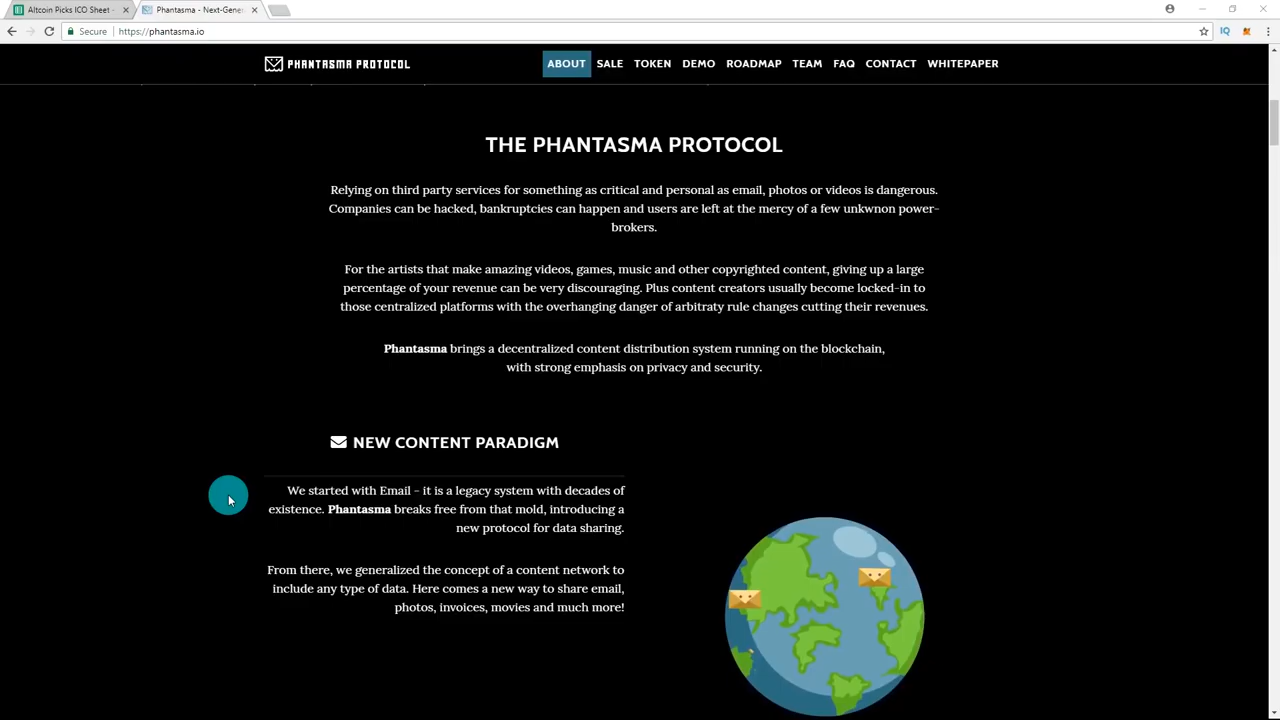 Altcoin Picks ICO Sheet -
Phantasma - Next-Gene
Secure
https://phantasma.io
IQ
PHANTASMA PROTOCOL
ABOUT SALE TOKEN DEMO ROADMAP TEAM FAQ CONTACT WHITEPAPER
THE PHANTASMA PROTOCOL
Relying on third party services for something as critical and personal as email, photos or videos is dangerous.
Companies can be hacked, bankruptcies can happen and users are left at the mercy of a few unkwnon power-
brokers.
For the artists that make amazing videos, games, music and other copyrighted content, giving up a large
percentage of your revenue can be very discouraging. Plus content creators usually become locked-in to
those centralized platforms with the overhanging danger of arbitraty rule changes cutting their revenues.
Phantasma brings a decentralized content distribution system running on the blockchain,
with strong emphasis on privacy and security.
NEW CONTENT PARADIGM
We started with Email - it is a legacy system with decades of
existence. Phantasma breaks free from that mold, introducing a
new protocol for data sharing.
From there, we generalized the concept of a content network to
include any type of data. Here comes a new way to share email,
photos, invoices, movies and much more!